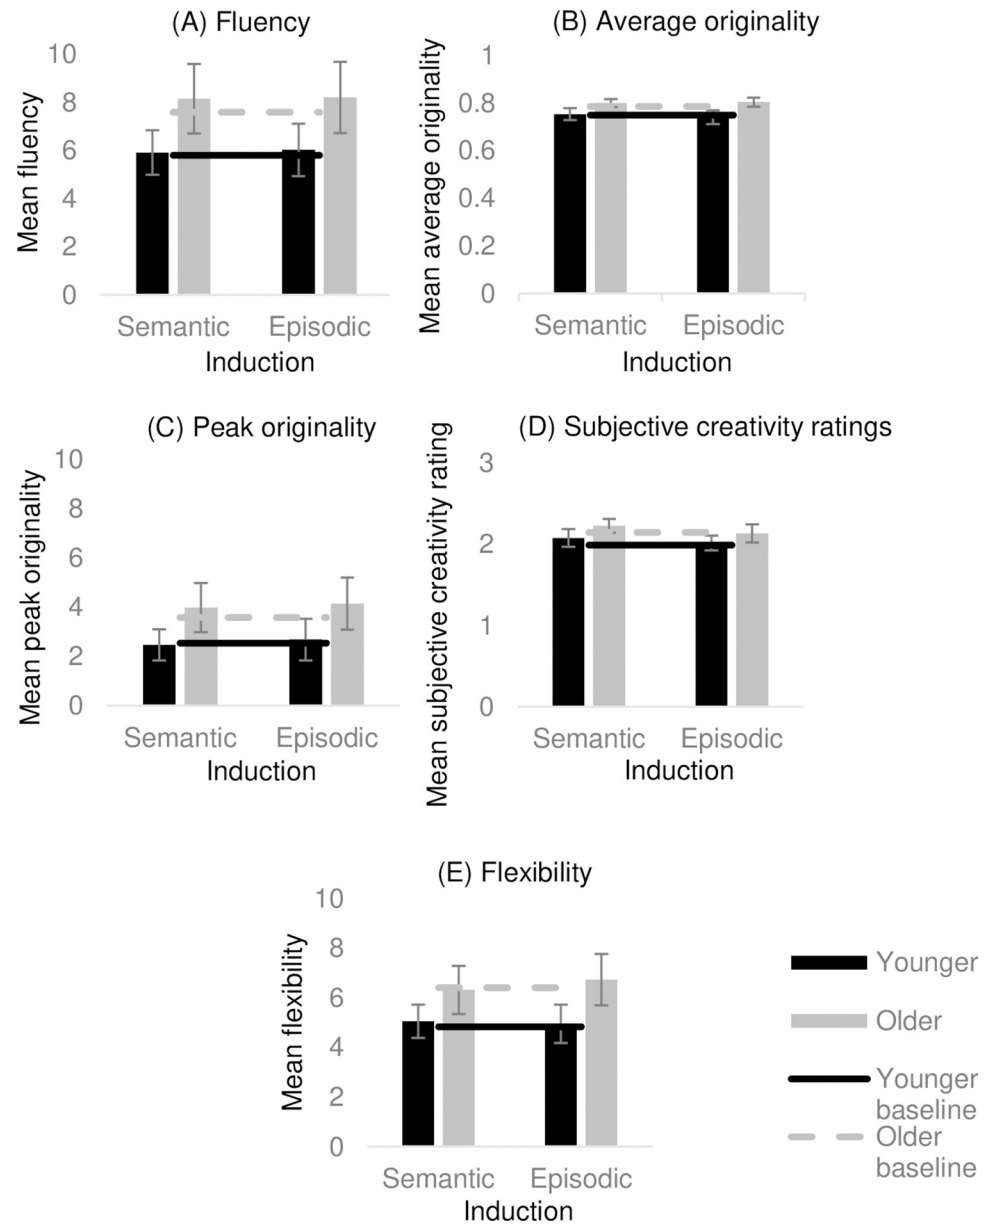 (A) Fluency
10
8
6
4
2
0
Mean fluency
Semantic Episodic
Induction
(B) Average originality
1
0.8
0.6
0.4
0.2
0
Mean average originality
Semantic Episodic
Induction
(C) Peak originality
10
8
6
4
2
0
Mean peak originality
Semantic Episodic
Induction
(D) Subjective creativity ratings
3
2
1
0
Mean subjective creativity rating
Semantic Episodic
Induction
(E) Flexibility
10
8
6
4
2
0
Mean flexibility
Semantic Episodic
Induction
Younger
Older
Younger
baseline
Older
baseline